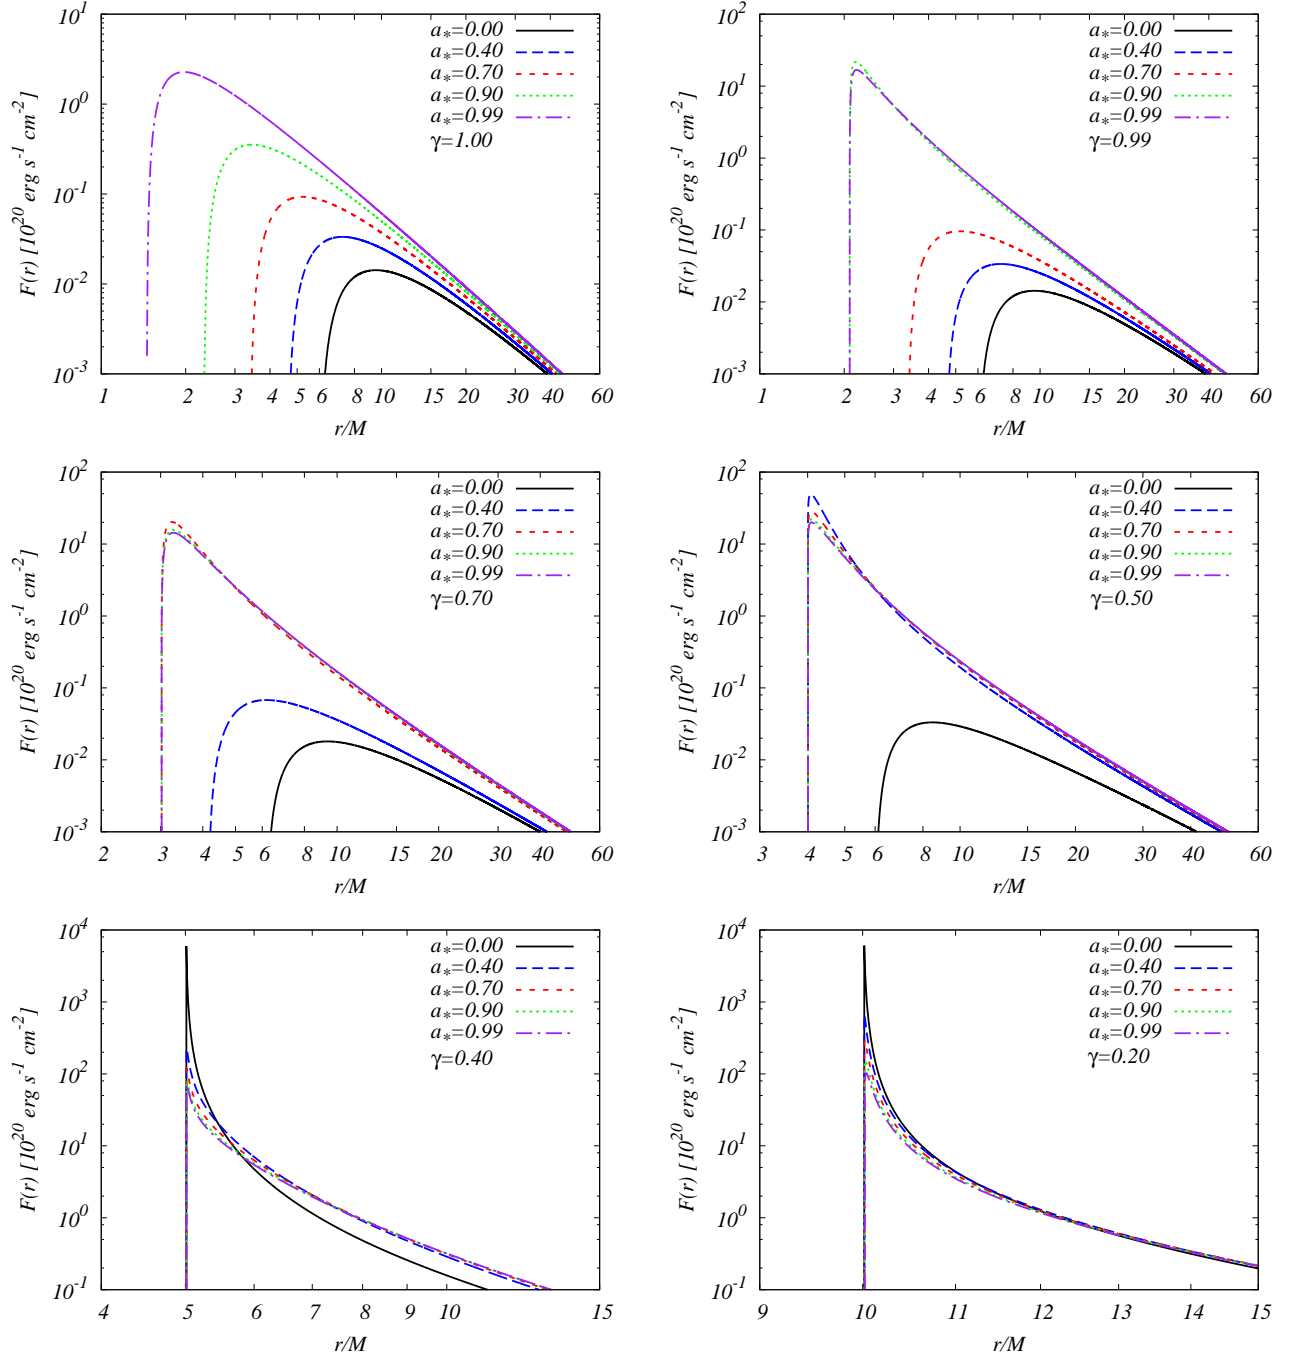 10^1
10^0
10^-1
10^-2
10^-3
F(r) [10^20 erg s^-1 cm^-2]
a*=0.00
a*=0.40
a*=0.70
a*=0.90
a*=0.99
γ=1.00
1 2 3 4 5 6 8 10 15 20 30 40 60
r/M
10^2
10^1
10^0
10^-1
10^-2
10^-3
F(r) [10^20 erg s^-1 cm^-2]
a*=0.00
a*=0.40
a*=0.70
a*=0.90
a*=0.99
γ=0.99
1 2 3 4 5 6 8 10 15 20 30 40 60
r/M
10^2
10^1
10^0
10^-1
10^-2
10^-3
F(r) [10^20 erg s^-1 cm^-2]
a*=0.00
a*=0.40
a*=0.70
a*=0.90
a*=0.99
γ=0.70
2 3 4 5 6 8 10 15 20 30 40 60
r/M
10^2
10^1
10^0
10^-1
10^-2
10^-3
F(r) [10^20 erg s^-1 cm^-2]
a*=0.00
a*=0.40
a*=0.70
a*=0.90
a*=0.99
γ=0.50
3 4 5 6 8 10 15 20 30 40 60
r/M
10^4
10^3
10^2
10^1
10^0
10^-1
F(r) [10^20 erg s^-1 cm^-2]
a*=0.00
a*=0.40
a*=0.70
a*=0.90
a*=0.99
γ=0.40
4 5 6 7 8 9 10 15
r/M
10^4
10^3
10^2
10^1
10^0
10^-1
F(r) [10^20 erg s^-1 cm^-2]
a*=0.00
a*=0.40
a*=0.70
a*=0.90
a*=0.99
γ=0.20
9 10 11 12 13 14 15
r/M